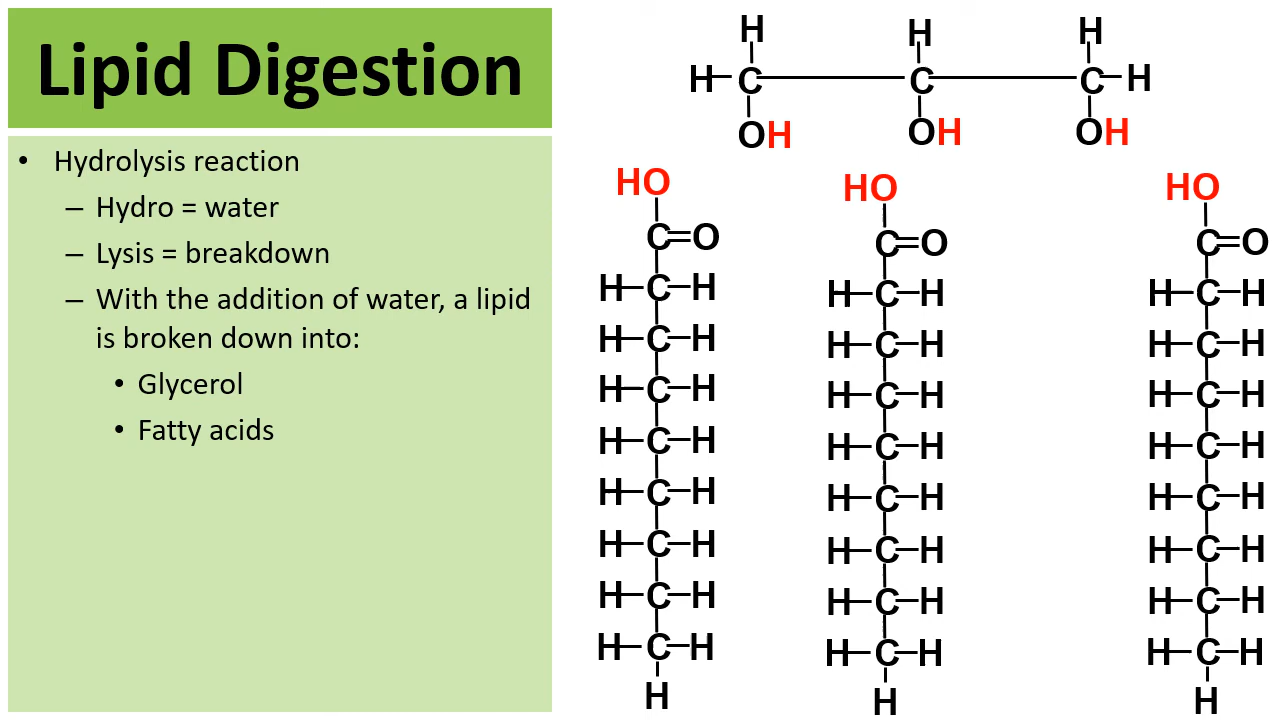 Lipid Digestion
• Hydrolysis reaction
– Hydro = water
– Lysis = breakdown
– With the addition of water, a lipid
is broken down into:
• Glycerol
• Fatty acids
H H H
H C C C H
OH OH OH
HO HO HO
C=O C=O C=O
H C H H C H H C H
H C H H C H H C H
H C H H C H H C H
H C H H C H H C H
H C H H C H H C H
H C H H C H H C H
H C H H C H H C H
H C H H C H H C H
H H H